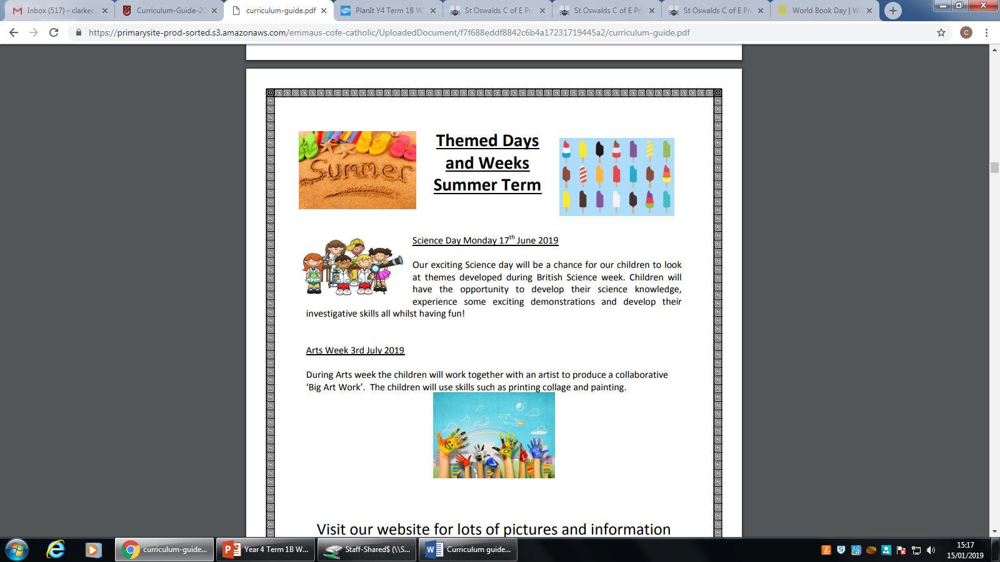 Inbox (517) - clarkec.
Curriculum-Guide-20
curriculum-guide.pdf
PlanIt Y4 Term 1B W
St Oswalds C of E Pri
St Oswalds C of E Pri
St Oswalds C of E Pri
World Book Day | W
https://primarysite-prod-sorted.s3.amazonaws.com/emmaus-cofe-catholic/UploadedDocument/f7f688eddf8842c6b4a17231719445a2/curriculum-guide.pdf
C
Summer
Themed Days
and Weeks
Summer Term
Science Day Monday 17th June 2019
Our exciting Science day will be a chance for our children to look
at themes developed during British Science week. Children will
have the opportunity to develop their science knowledge,
experience some exciting demonstrations and develop their
investigative skills all whilst having fun!
Arts Week 3rd July 2019
During Arts week the children will work together with an artist to produce a collaborative
‘Big Art Work’. The children will use skills such as printing collage and painting.
Visit our website for lots of pictures and information
curriculum-guide...
Year 4 Term 1B W...
Staff-Shared$ (\\S...
Curriculum guide...
15:17
15/01/2019